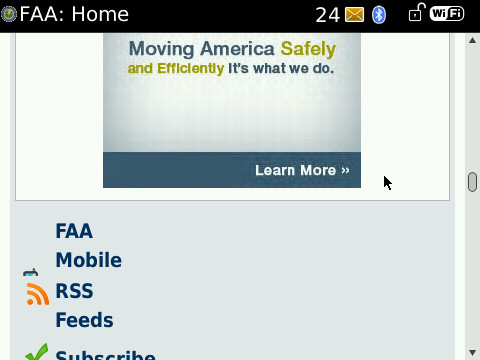 FAA: Home 24 WiFi
Moving America Safely
and Efficiently It's what we do.
Learn More »
FAA
Mobile
RSS
Feeds
Subscribe